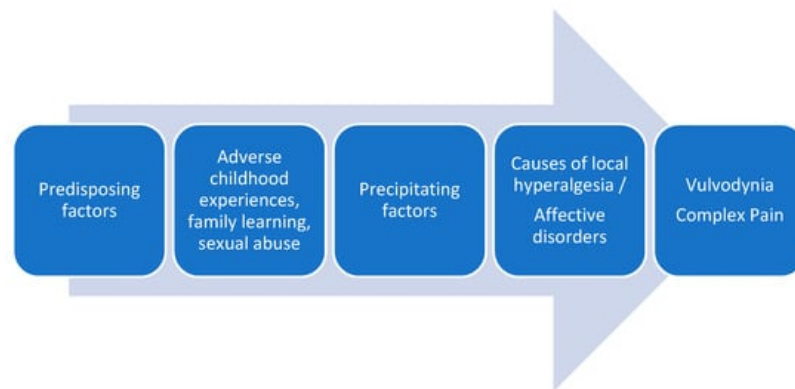 Predisposing
factors
Adverse
childhood
experiences,
family learning,
sexual abuse
Precipitating
factors
Causes of local
hyperalgesia /
Affective
disorders
Vulvodynia
Complex Pain